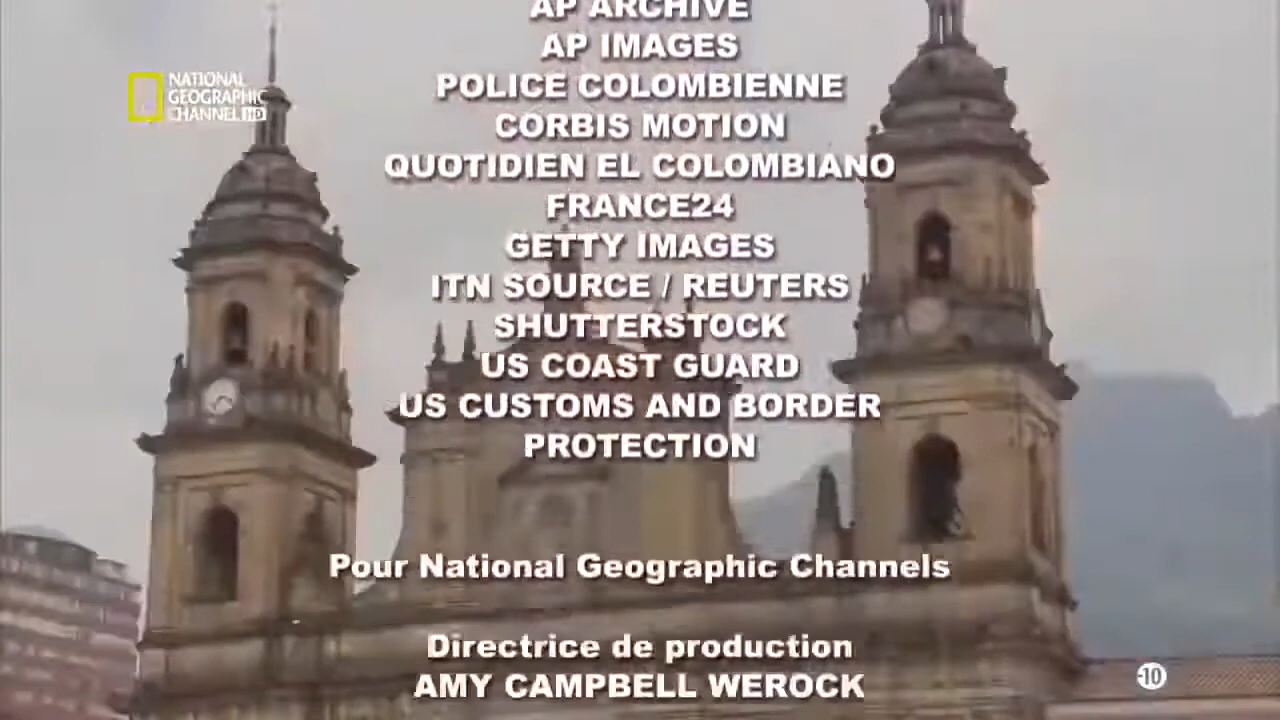 AP ARCHIVE
AP IMAGES
NATIONAL
GEOGRAPHIC
CHANNEL HD
POLICE COLOMBIENNE
CORBIS MOTION
QUOTIDIEN EL COLOMBIANO
FRANCE24
GETTY IMAGES
ITN SOURCE / REUTERS
SHUTTERSTOCK
US COAST GUARD
US CUSTOMS AND BORDER
PROTECTION
Pour National Geographic Channels
Directrice de production
AMY CAMPBELL WEROCK
-10